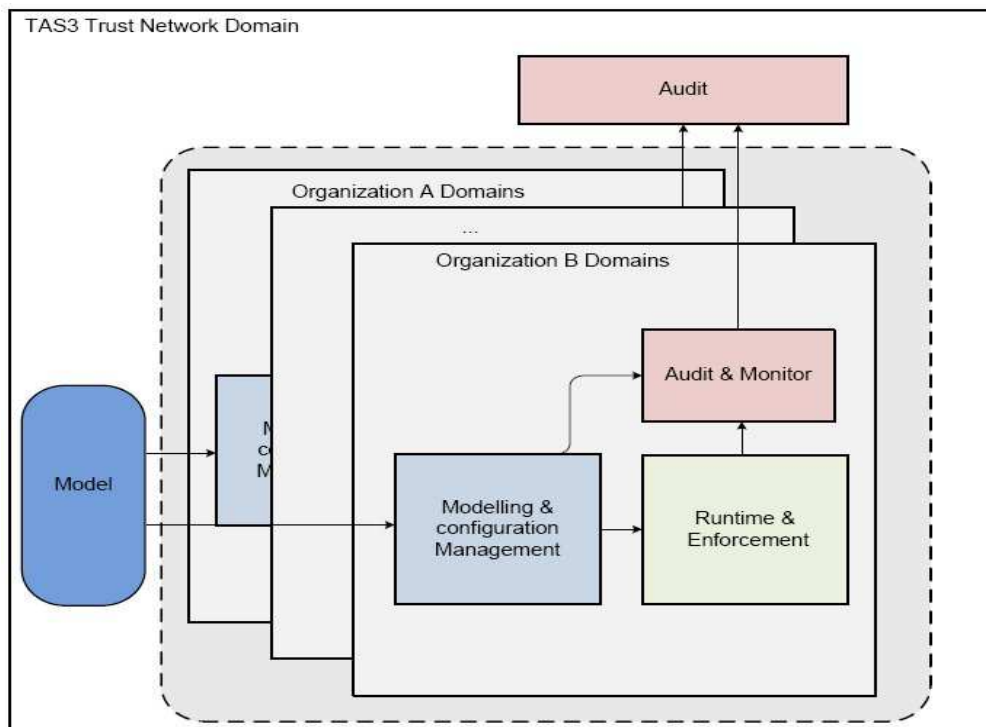 TAS3 Trust Network Domain
Audit
Organization A Domains
...
Organization B Domains
Audit & Monitor
Model
Modelling &
configuration
Management
Runtime &
Enforcement